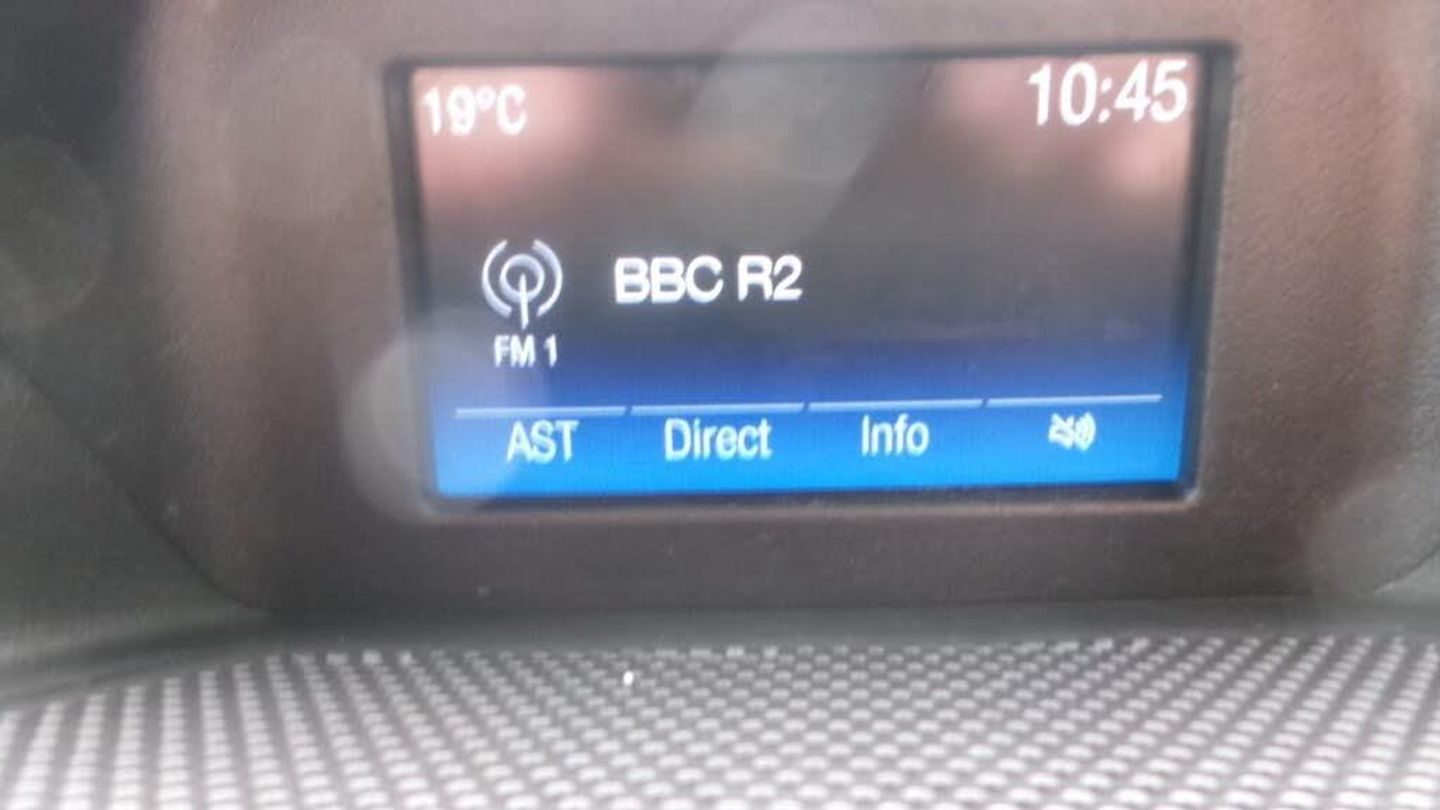 19°C 10:45
BBC R2
FM 1
AST Direct Info